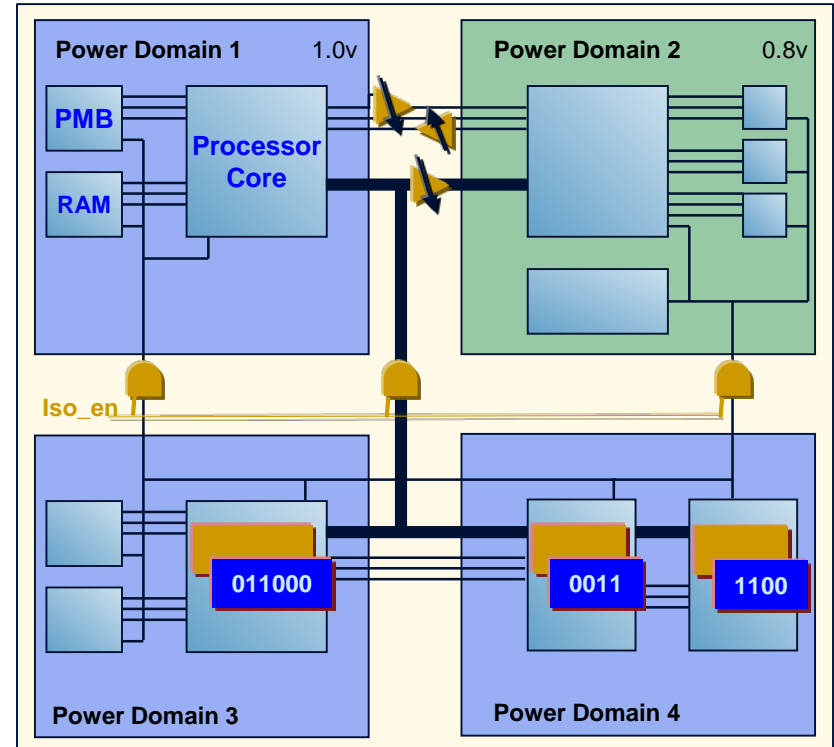 Power Domain 1 1.0v
Power Domain 2 0.8v
PMB
Processor
Core
RAM
Iso_en
011000
0011
1100
Power Domain 3
Power Domain 4